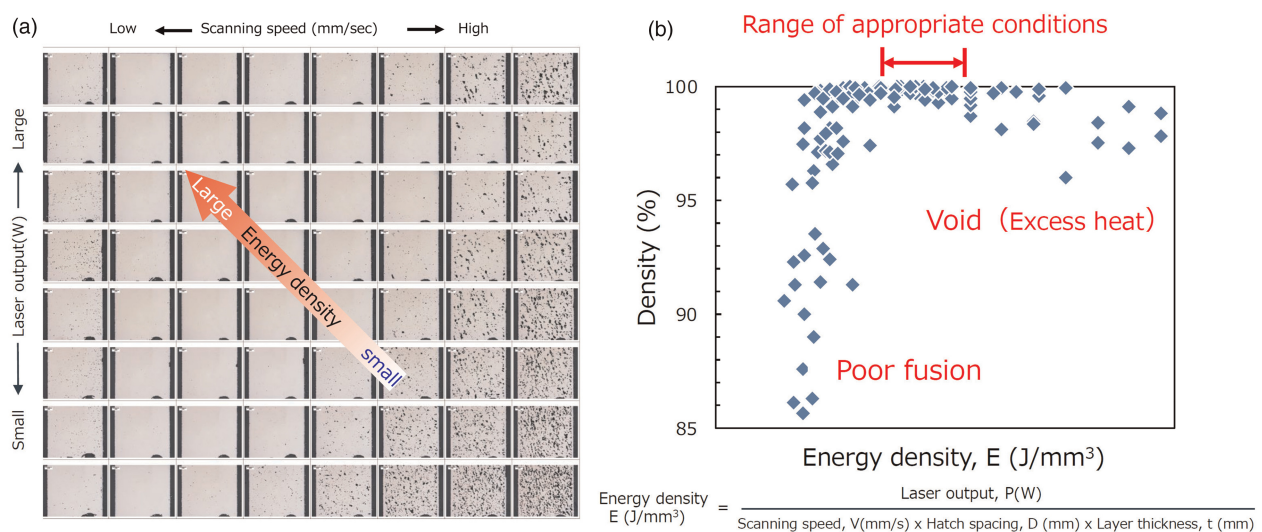 (a)
Low
Scanning speed (mm/sec)
High
Large
Laser output(W)
Small
Large
Energy density
small
(b)
Range of appropriate conditions
100
95
90
85
Density (%)
Void（Excess heat）
Poor fusion
Energy density, E (J/mm³)
Energy density
E (J/mm³)
=
Laser output, P(W)
Scanning speed, V(mm/s) x Hatch spacing, D (mm) x Layer thickness, t (mm)